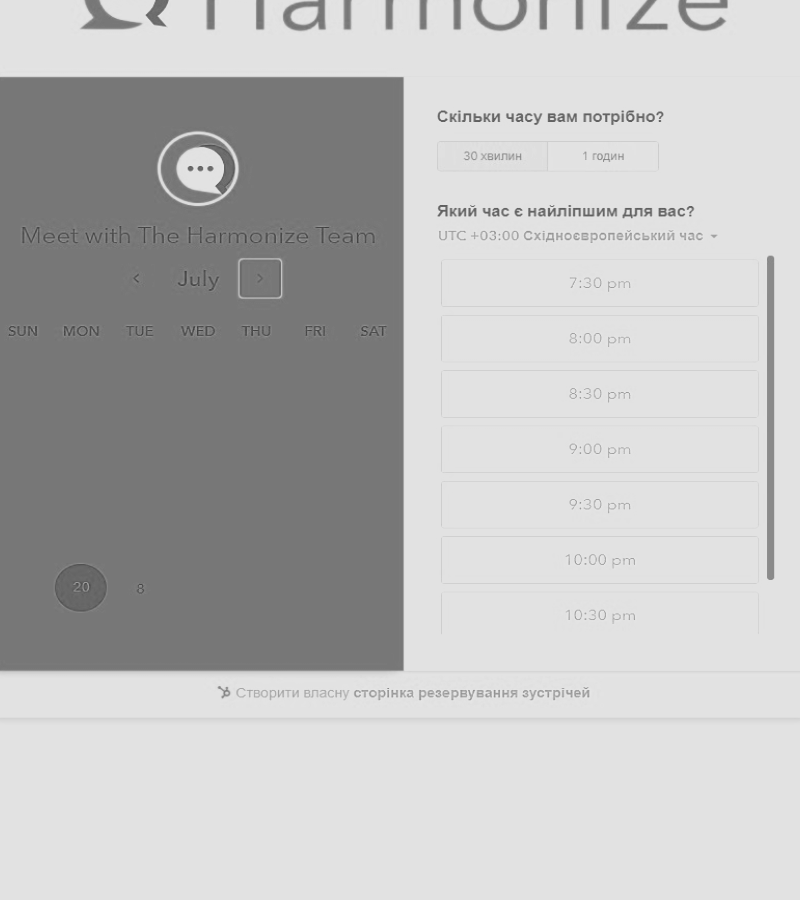 Harmonize
Meet with The Harmonize Team
July
SUN MON TUE WED THU FRI SAT
20 8
Скільки часу вам потрібно?
30 хвилин 1 годин
Який час є найліпшим для вас?
UTC +03:00 Східноєвропейський час
7:30 pm
8:00 pm
8:30 pm
9:00 pm
9:30 pm
10:00 pm
10:30 pm
Створити власну сторінка резервування зустрічей